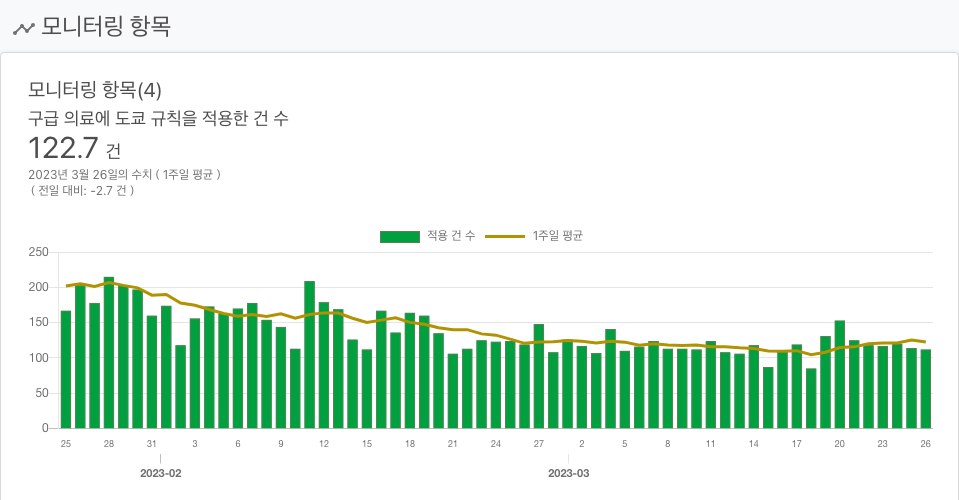 모니터링 항목
모니터링 항목(4)
구급 의료에 도쿄 규칙을 적용한 건 수
122.7 건
2023년 3월 26일의 수치 ( 1주일 평균 )
( 전일 대비: -2.7 건 )
적용 건 수 1주일 평균
250
200
150
100
50
0
25 28 31 3 6 9 12 15 18 21 24 27 2 5 8 11 14 17 20 23 26
2023-02 2023-03